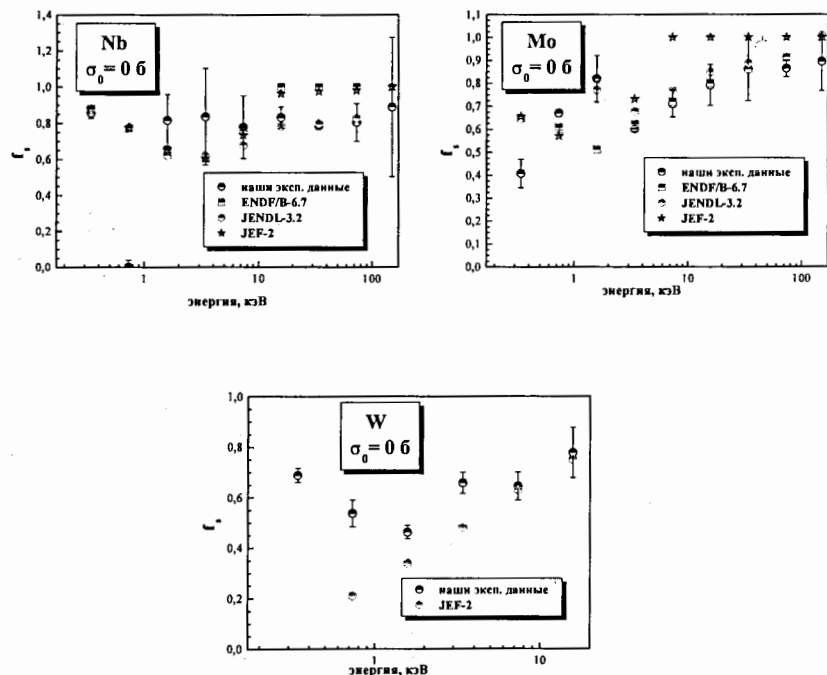 Nb
σ₀ = 0 б
1,4
1,2
1,0
0,8
0,6
0,4
0,2
0,0
f_s
наши эксп. данные
ENDF/B-6.7
JENDL-3.2
JEF-2
1 10 100
энергия, кэВ
Mo
σ₀ = 0 б
1,1
1,0
0,9
0,8
0,7
0,6
0,5
0,4
0,3
0,2
0,1
0,0
f_s
наши эксп. данные
ENDF/B-6.7
JENDL-3.2
JEF-2
1 10 100
энергия, кэВ
W
σ₀ = 0 б
1,0
0,8
0,6
0,4
0,2
0,0
f_s
наши эксп. данные
JEF-2
1 10
энергия, кэВ